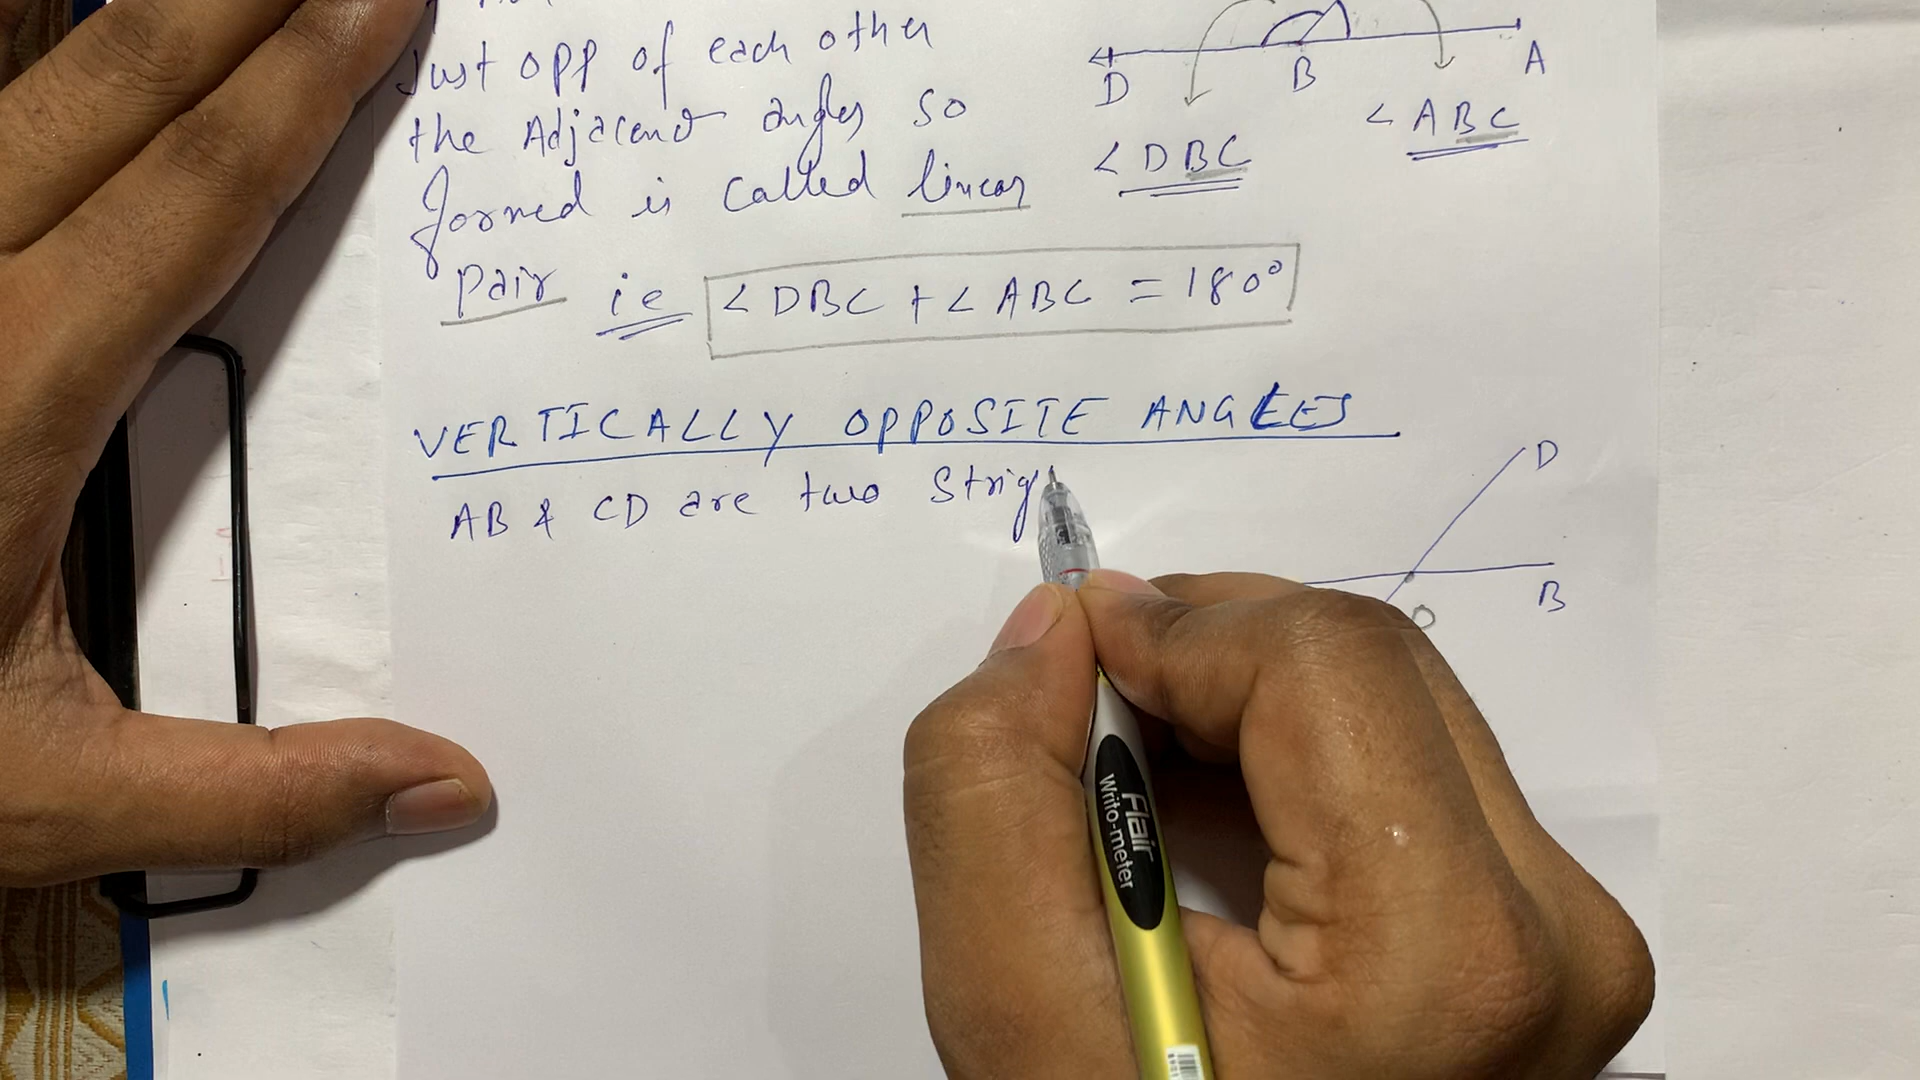 Just opp of each other
the Adjacent angles so
formed is called linear
pair ie ∠DBC + ∠ABC = 180°
D B A
∠DBC ∠ABC
VERTICALLY OPPOSITE ANGLES
AB & CD are two Strig
D
B
O
Flair
Writo-meter